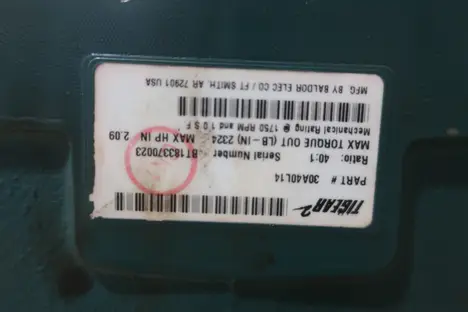 TIGEAR 2
PART # 30A40L14
Ratio: 40:1 Serial Number BT183370023
MAX TORQUE OUT (LB-IN) 2324 MAX HP IN 2.09
Mechanical Rating @ 1750 RPM and 1.0 S F
MFG. BY BALDOR ELEC CO / FT SMITH, AR 72901 USA